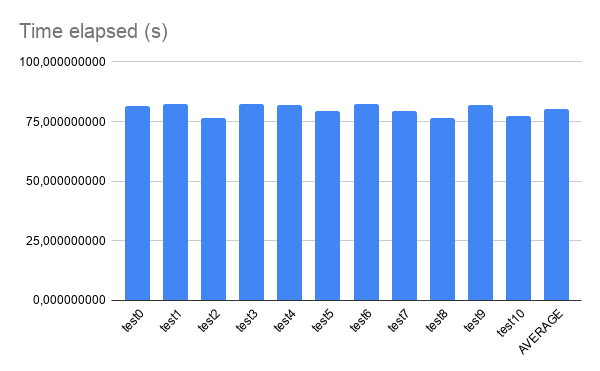 Time elapsed (s)
100,000000000
75,000000000
50,000000000
25,000000000
0,000000000
test0
test1
test2
test3
test4
test5
test6
test7
test8
test9
test10
AVERAGE